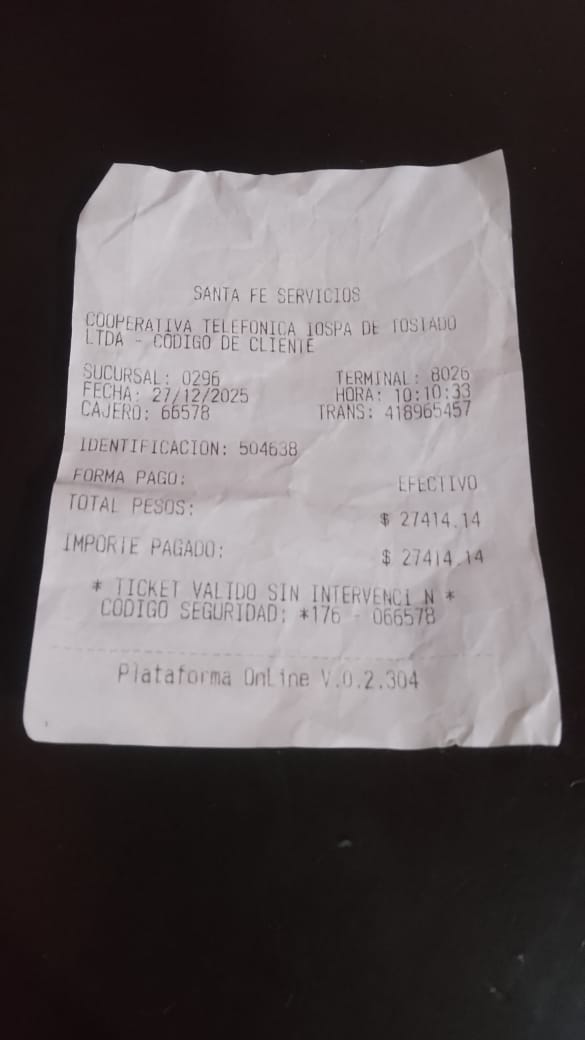 SANTA FE SERVICIOS
COOPERATIVA TELEFONICA IOSPA DE TOSTADO
LTDA - CODIGO DE CLIENTE
SUCURSAL: 0296 TERMINAL: 8026
FECHA: 27/12/2025 HORA: 10:10:33
CAJERO: 66578 TRANS: 418965457
IDENTIFICACION: 504638
FORMA PAGO: EFECTIVO
TOTAL PESOS: $ 27414.14
IMPORTE PAGADO: $ 27414.14
* TICKET VALIDO SIN INTERVENCI N *
CODIGO SEGURIDAD: *176 - 066578
Plataforma OnLine V.0.2.304